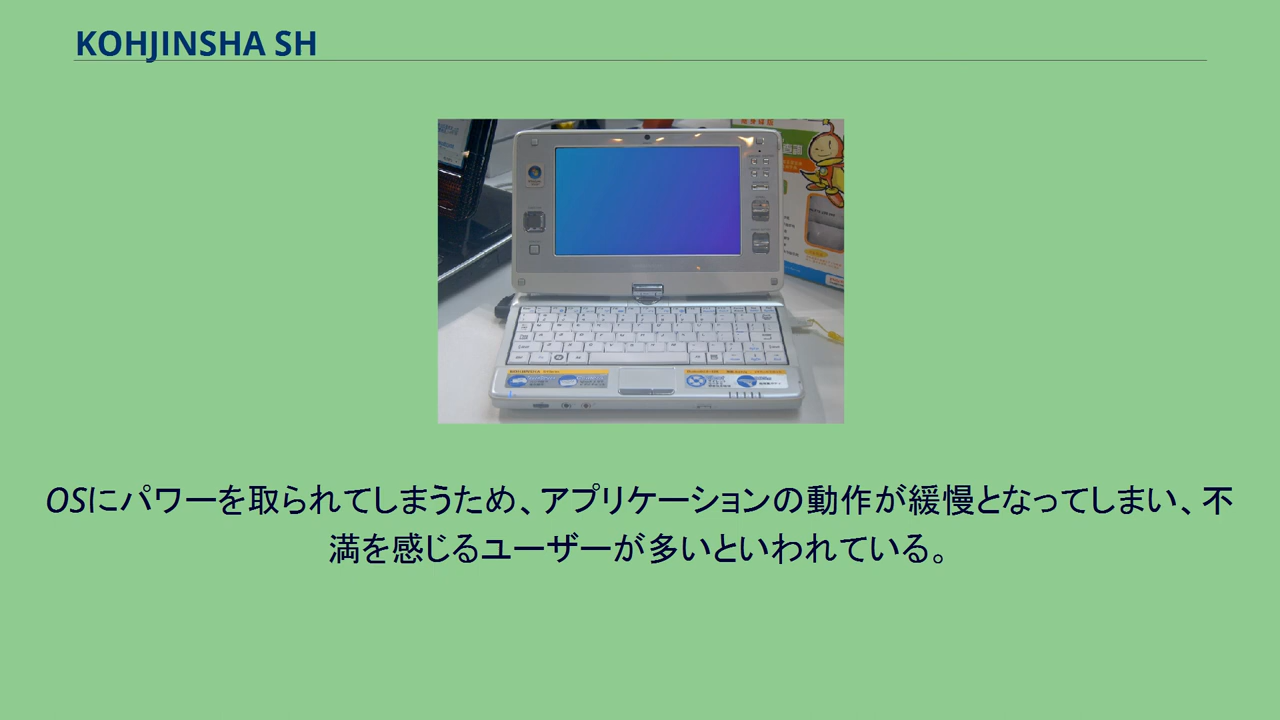 KOHJINSHA SH
KOHJINSHA
OSにパワーを取られてしまうため、アプリケーションの動作が緩慢となってしまい、不
満を感じるユーザーが多いといわれている。